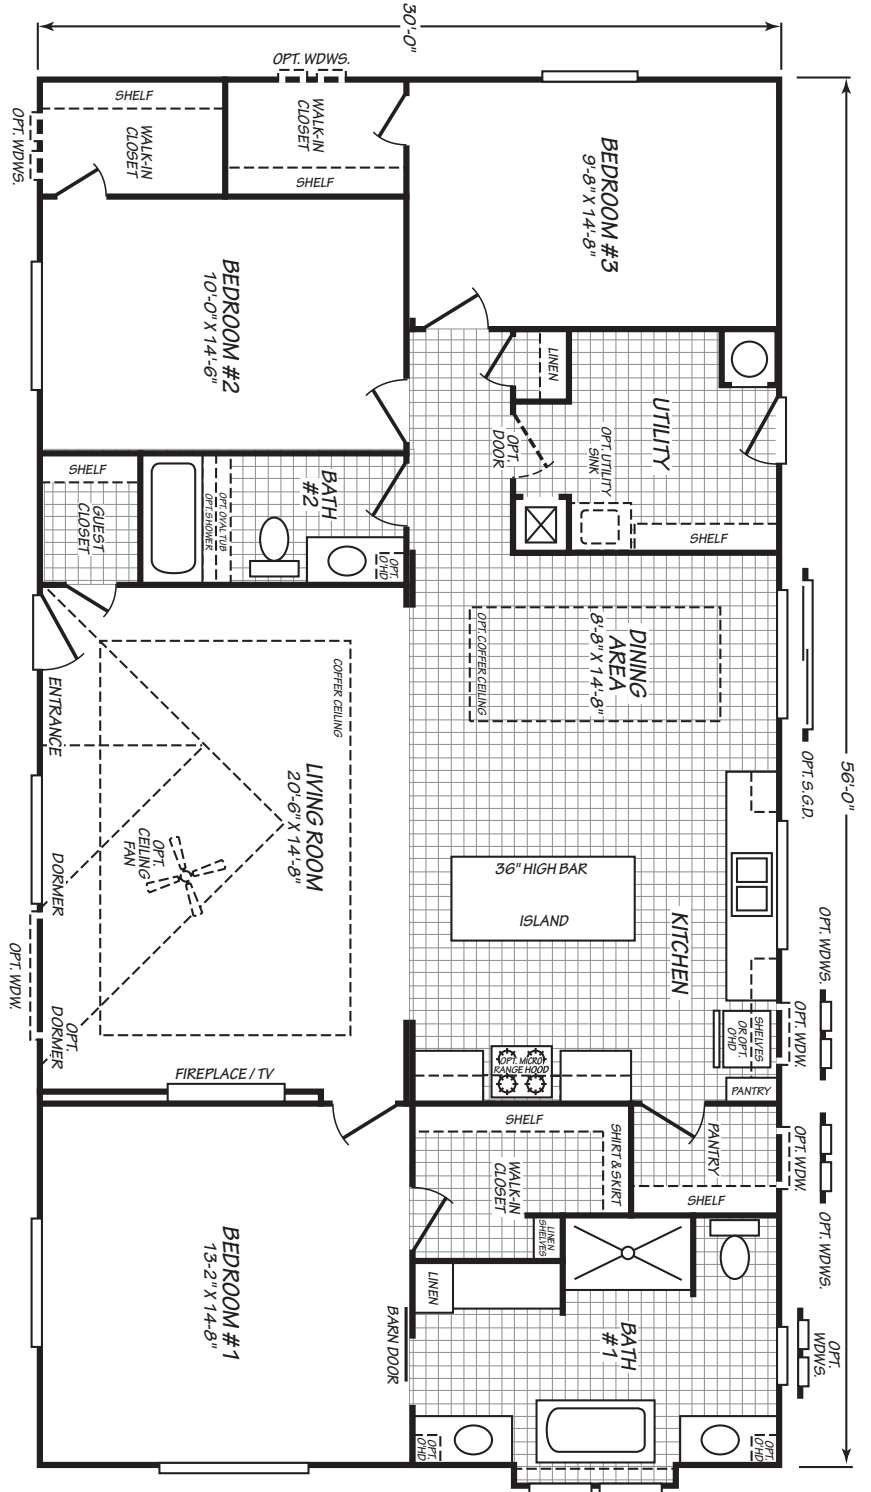 30'-0"
OPT. WDWS.
SHELF
WALK-IN
CLOSET
OPT. WDWS.
WALK-IN
CLOSET
SHELF
BEDROOM #3
9'-8" X 14'-8"
BEDROOM #2
10'-0" X 14'-6"
LINEN
UTILITY
OPT.
DOOR
OPT. UTILITY
SINK
SHELF
SHELF
GUEST
CLOSET
OPT. OVAL TUB
OPT. SHOWER
BATH
#2
OPT.
O'HD
DINING
AREA
8'-8" X 14'-8"
OPT. COFFER CEILING
OPT. S.G.D.
56'-0"
COFFER CEILING
ENTRANCE
LIVING ROOM
20'-6" X 14'-8"
OPT.
CEILING
FAN
DORMER
OPT. WDW.
OPT.
DORMER
36" HIGH BAR
ISLAND
KITCHEN
OPT. WDWS.
OPT. WDW.
SHELVES
OR OPT.
O'HD
OPT. MICRO
RANGE HOOD
PANTRY
FIREPLACE / TV
SHELF
SHIRT & SKIRT
WALK-IN
CLOSET
PANTRY
SHELF
OPT. WDW.
OPT. WDWS.
LINEN
SHELVES
LINEN
BEDROOM #1
13-2" X 14-8"
BARN DOOR
BATH
#1
OPT.
WDWS.
OPT.
O'HD
OPT.
O'HD